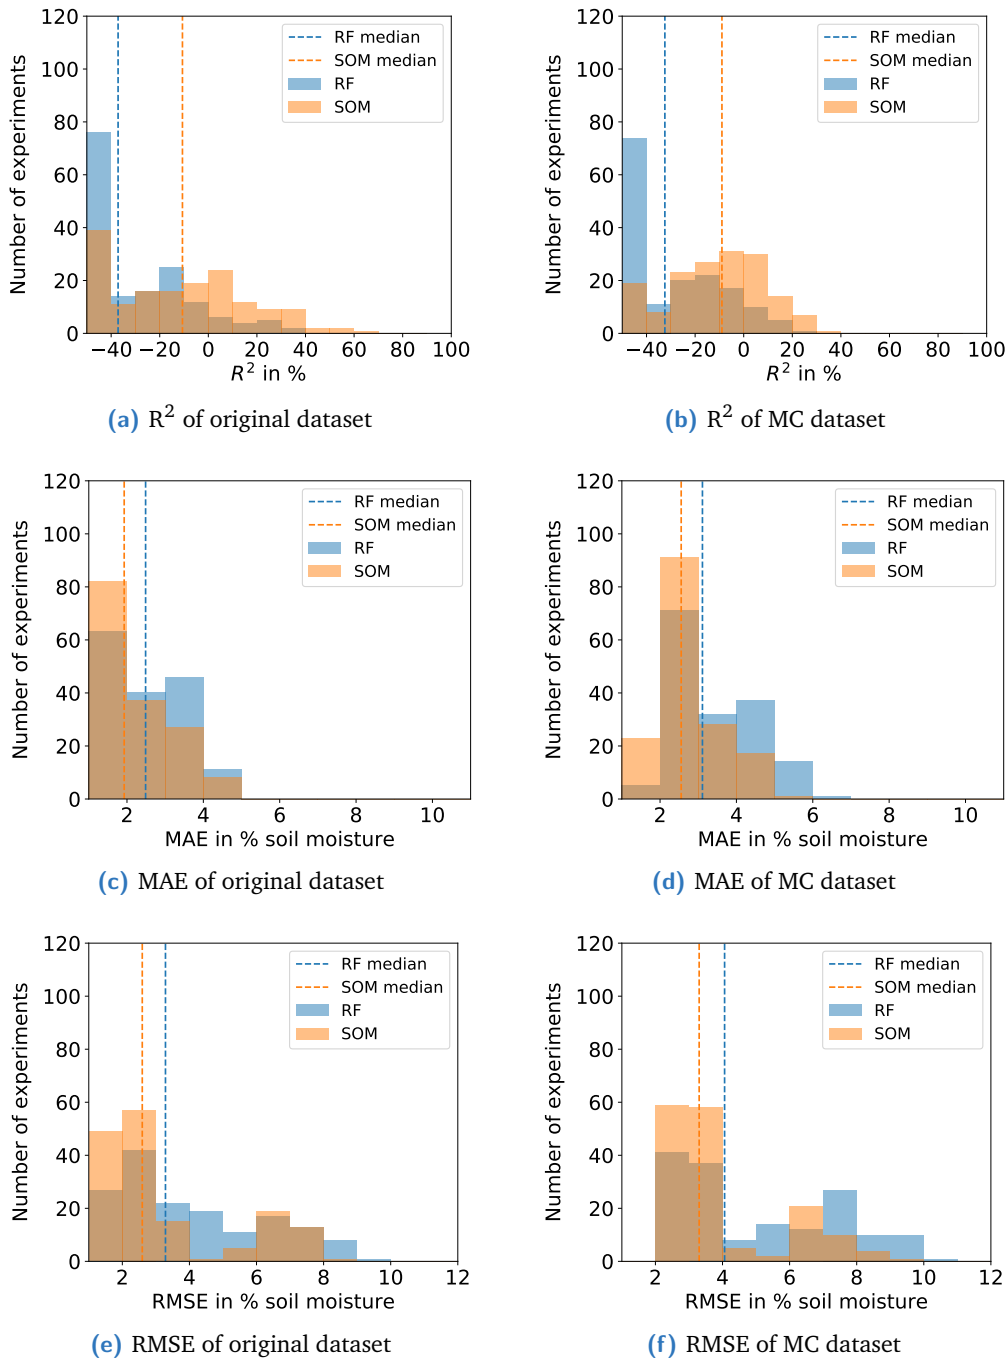 120
100
80
60
40
20
0
Number of experiments
RF median
SOM median
RF
SOM
−40 −20 0 20 40 60 80 100
R² in %
(a) R² of original dataset
120
100
80
60
40
20
0
Number of experiments
RF median
SOM median
RF
SOM
−40 −20 0 20 40 60 80 100
R² in %
(b) R² of MC dataset
120
100
80
60
40
20
0
Number of experiments
RF median
SOM median
RF
SOM
2 4 6 8 10
MAE in % soil moisture
(c) MAE of original dataset
120
100
80
60
40
20
0
Number of experiments
RF median
SOM median
RF
SOM
2 4 6 8 10
MAE in % soil moisture
(d) MAE of MC dataset
120
100
80
60
40
20
0
Number of experiments
RF median
SOM median
RF
SOM
2 4 6 8 10 12
RMSE in % soil moisture
(e) RMSE of original dataset
120
100
80
60
40
20
0
Number of experiments
RF median
SOM median
RF
SOM
2 4 6 8 10 12
RMSE in % soil moisture
(f) RMSE of MC dataset